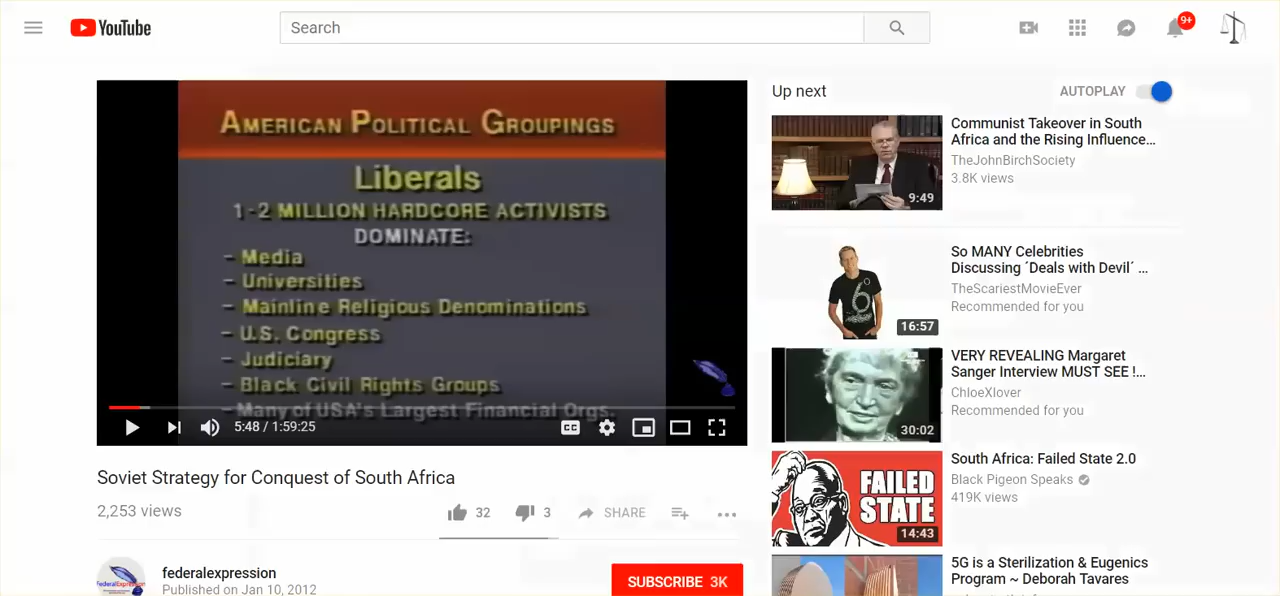 YouTube
Search
9+
AMERICAN POLITICAL GROUPINGS
Liberals
1-2 MILLION HARDCORE ACTIVISTS
DOMINATE:
- Media
- Universities
- Mainline Religious Denominations
- U.S. Congress
- Judiciary
- Black Civil Rights Groups
- Many of USA's Largest Financial Orgs.
5:48 / 1:59:25
CC
Soviet Strategy for Conquest of South Africa
2,253 views
32
3
SHARE
federalexpression
Published on Jan 10, 2012
SUBSCRIBE 3K
Up next
AUTOPLAY
Communist Takeover in South
Africa and the Rising Influence...
TheJohnBirchSociety
3.8K views
9:49
So MANY Celebrities
Discussing ´Deals with Devil´ ...
TheScariestMovieEver
Recommended for you
16:57
VERY REVEALING Margaret
Sanger Interview MUST SEE !...
ChloeXlover
Recommended for you
30:02
South Africa: Failed State 2.0
Black Pigeon Speaks
419K views
FAILED
STATE
14:43
5G is a Sterilization & Eugenics
Program ~ Deborah Tavares